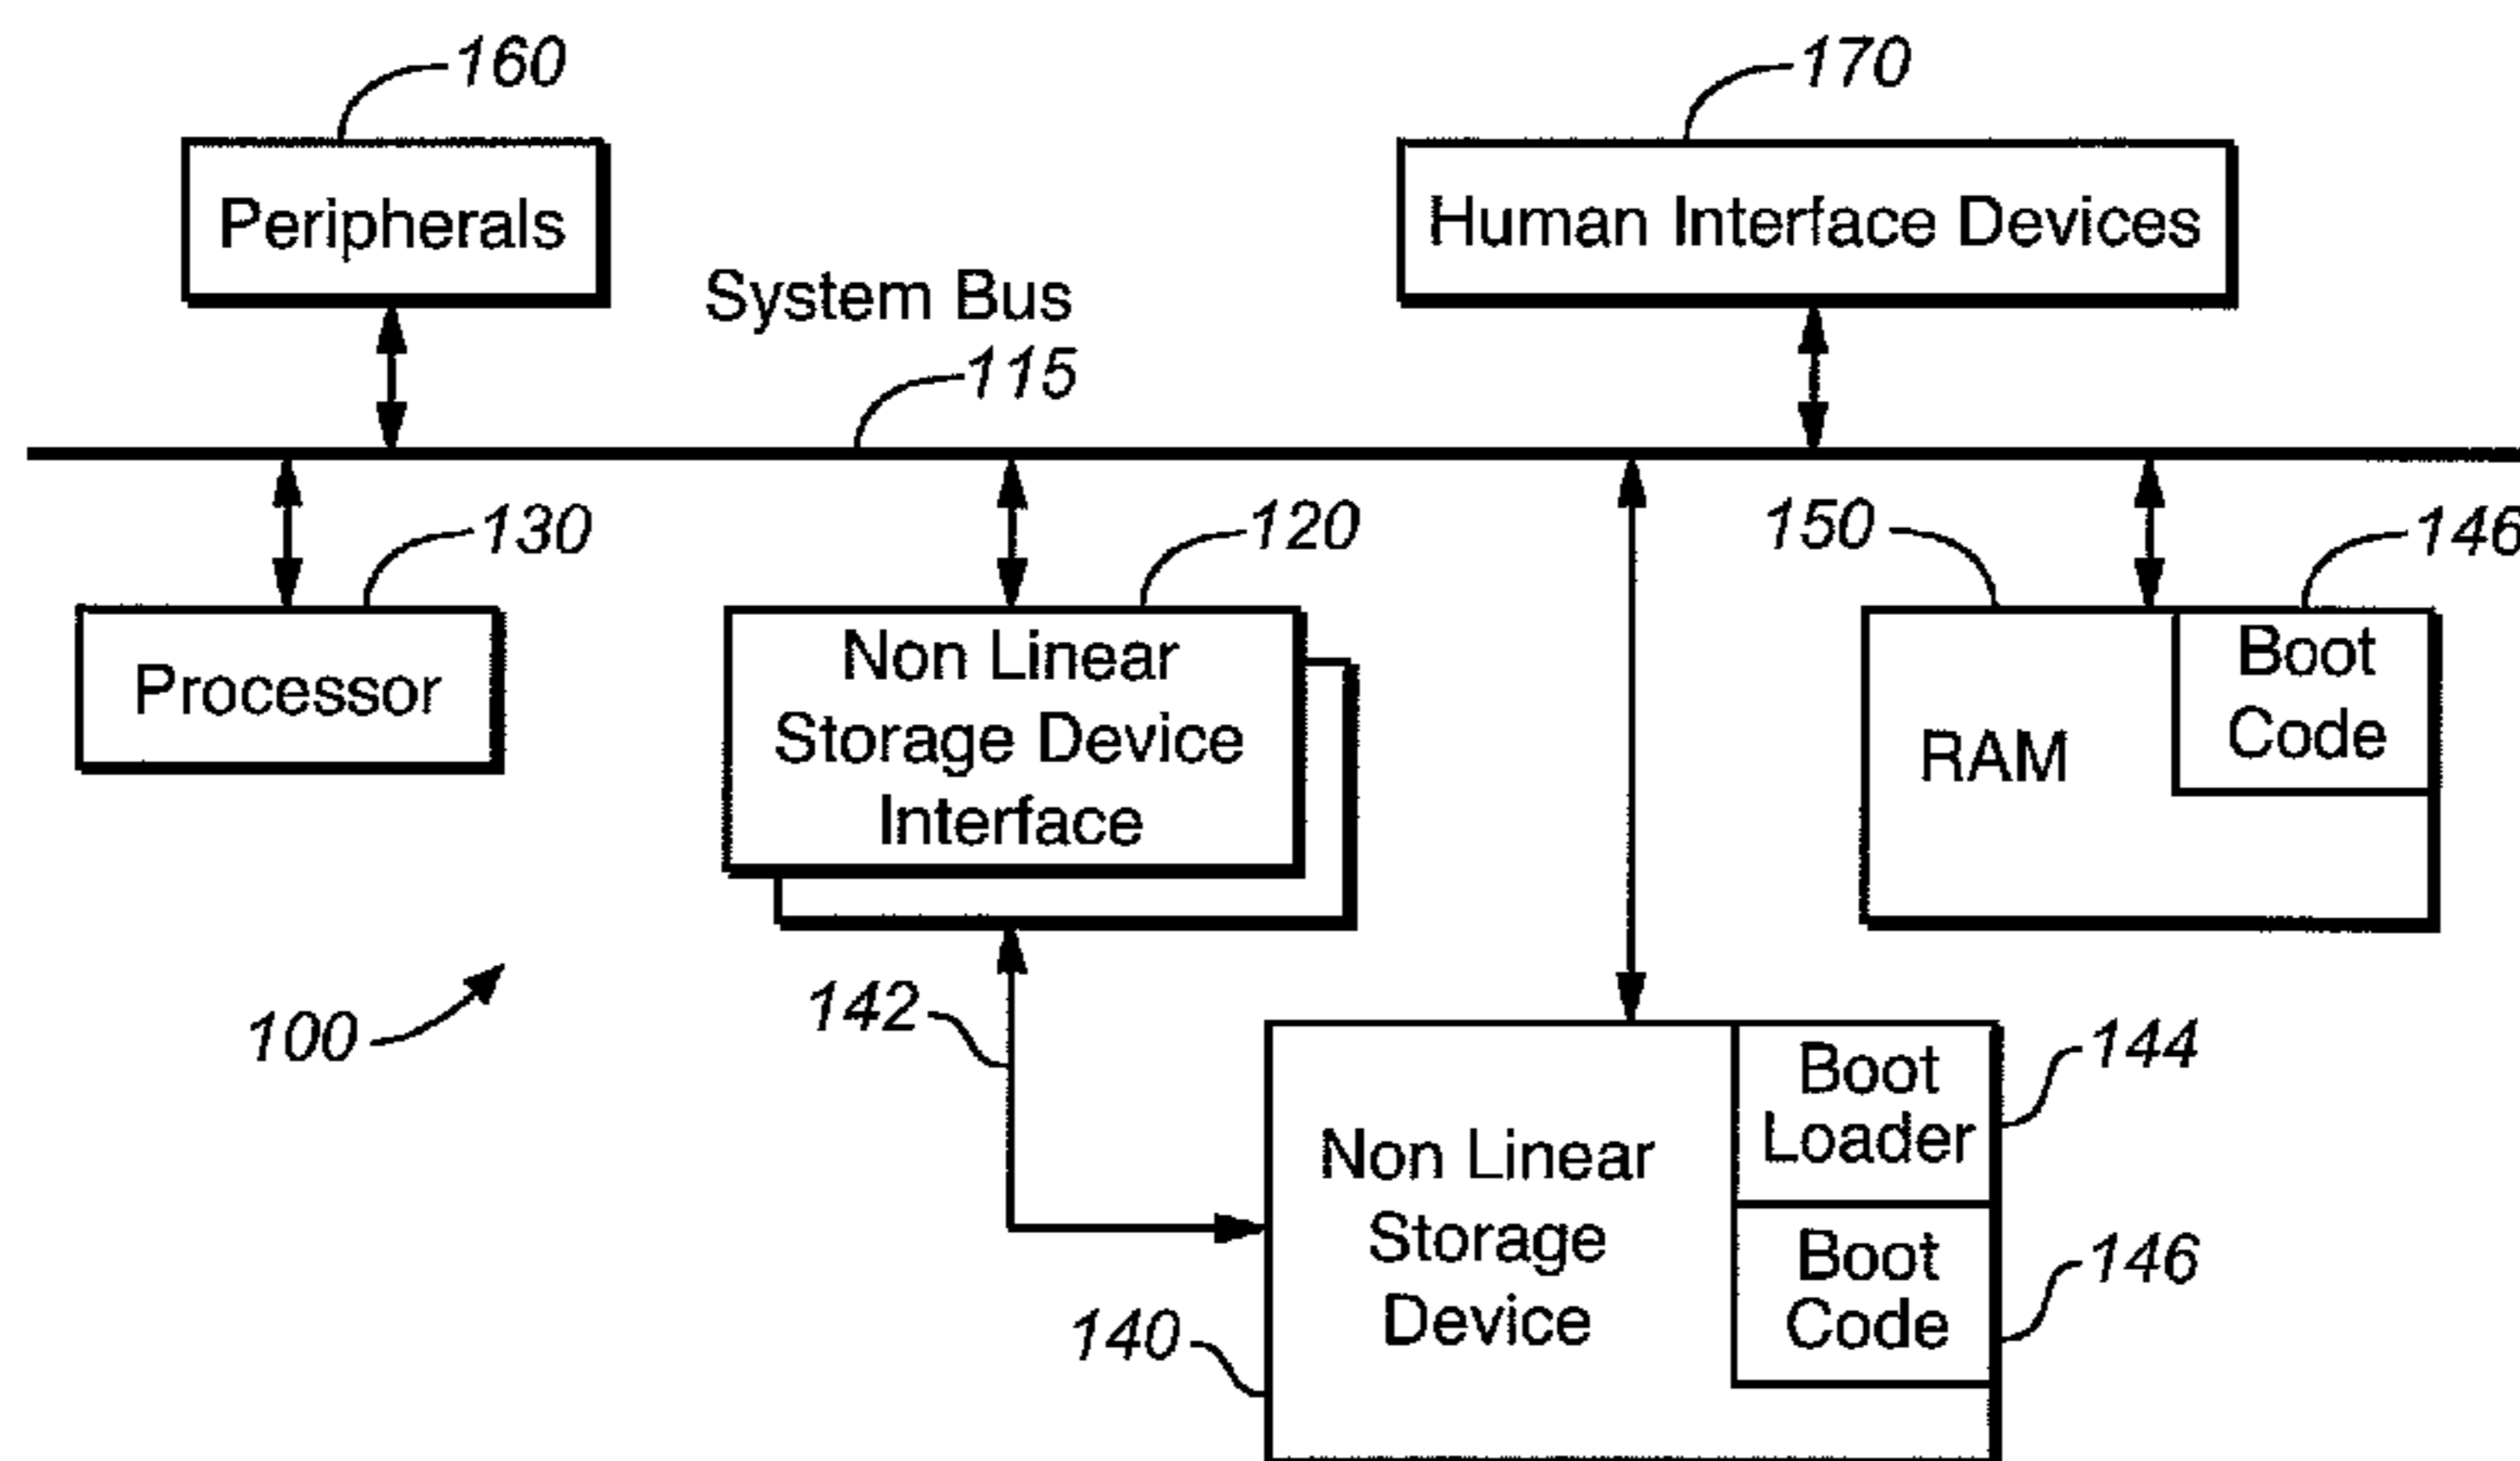 160
170
Peripherals
Human Interface Devices
System Bus
115
130
120
150
146
Processor
Non Linear
Storage Device
Interface
RAM
Boot
Code
100
142
144
Boot
Loader
Non Linear
Storage
Device
Boot
Code
146
140